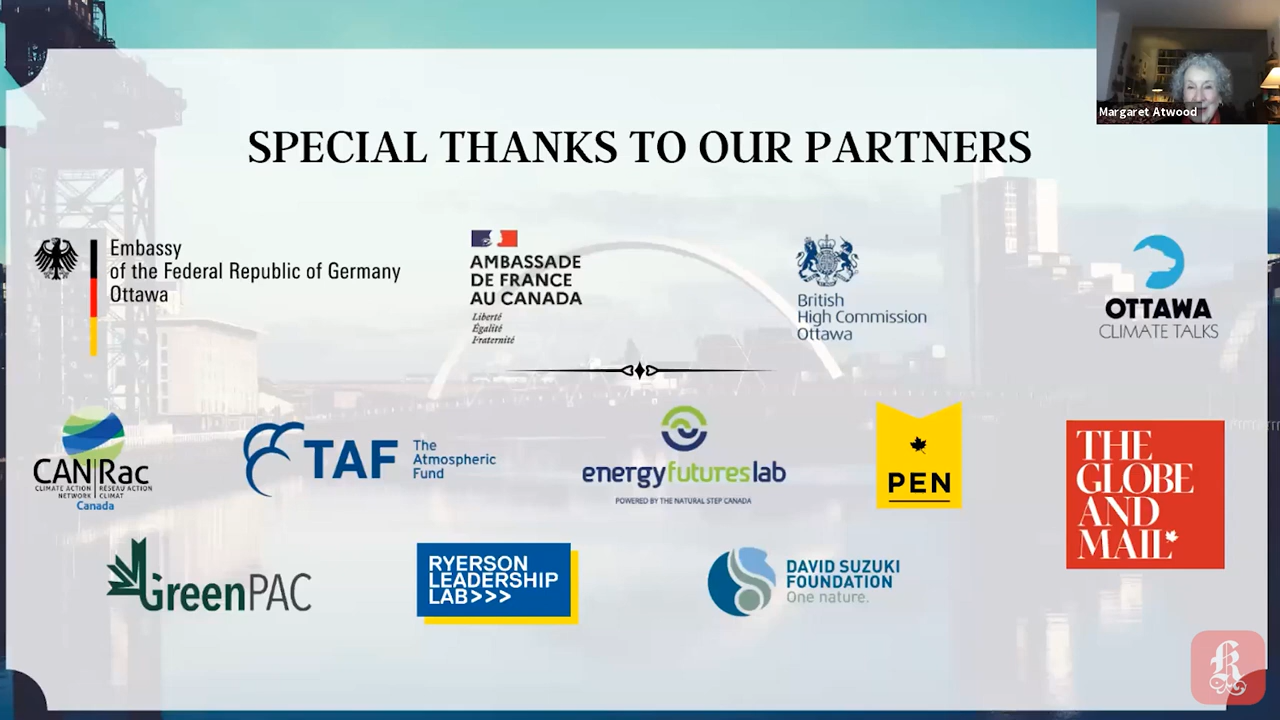 Margaret Atwood
SPECIAL THANKS TO OUR PARTNERS
Embassy
of the Federal Republic of Germany
Ottawa
AMBASSADE
DE FRANCE
AU CANADA
Liberté
Égalité
Fraternité
British
High Commission
Ottawa
OTTAWA
CLIMATE TALKS
CAN Rac
CLIMATE ACTION RÉSEAU ACTION
NETWORK CLIMAT
Canada
TAF
The
Atmospheric
Fund
energyfutureslab
POWERED BY THE NATURAL STEP CANADA
PEN
THE
GLOBE
AND
MAIL
GreenPAC
RYERSON
LEADERSHIP
LAB>>>
DAVID SUZUKI
FOUNDATION
One nature.